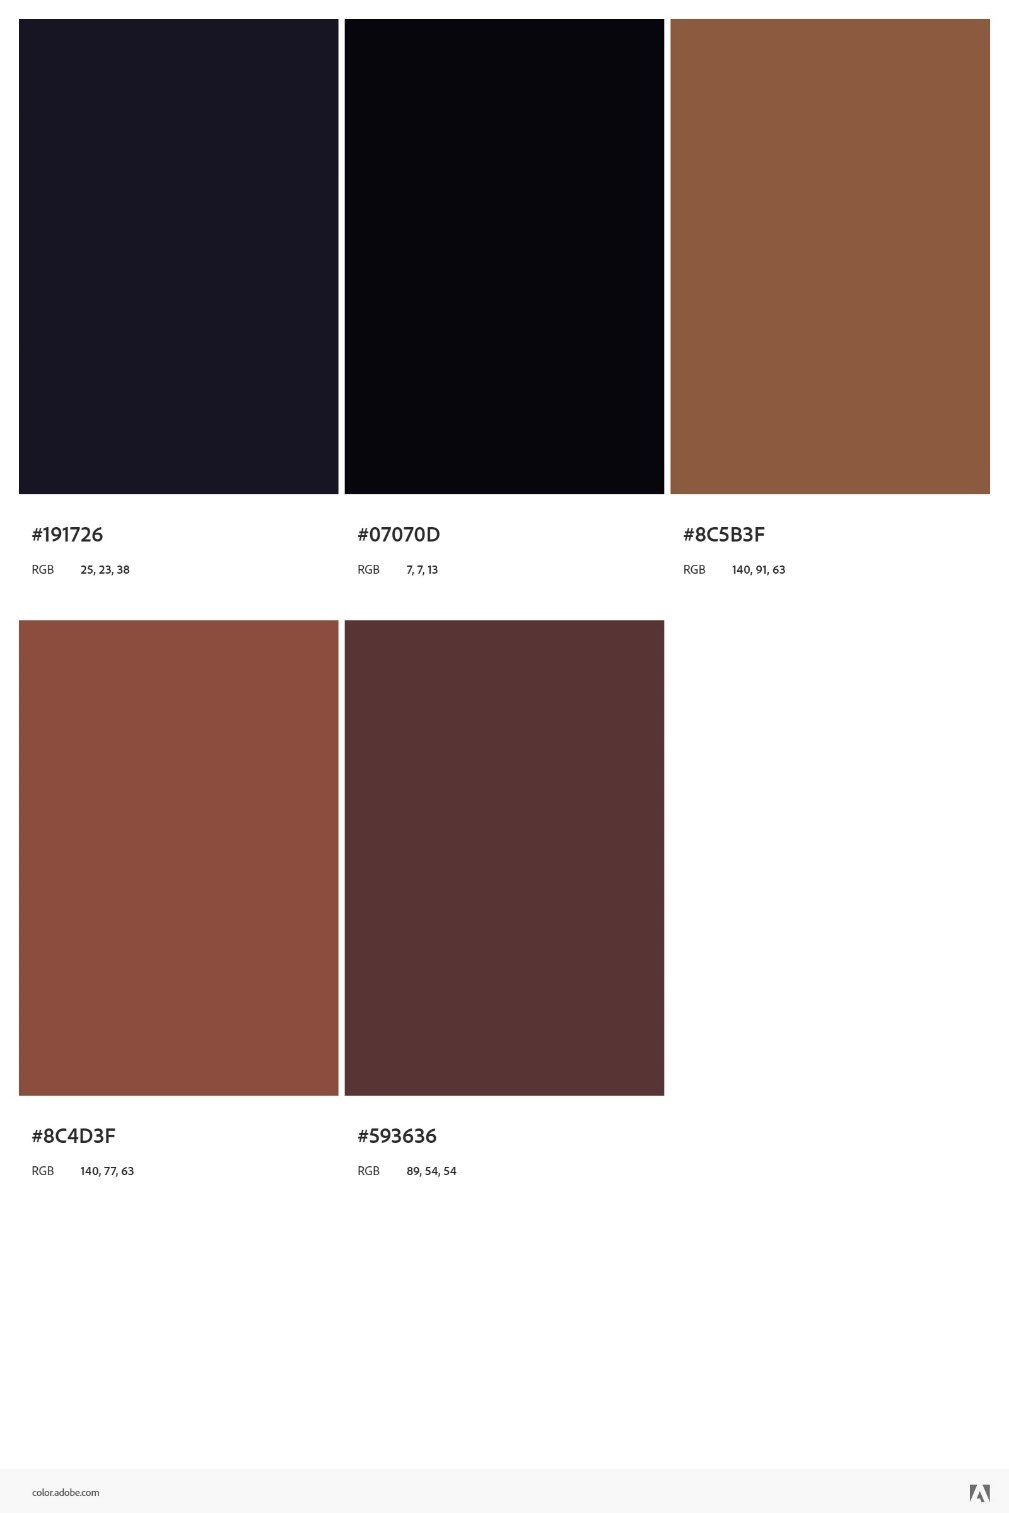 #191726
RGB 25, 23, 38
#07070D
RGB 7, 7, 13
#8C5B3F
RGB 140, 91, 63
#8C4D3F
RGB 140, 77, 63
#593636
RGB 89, 54, 54
color.adobe.com